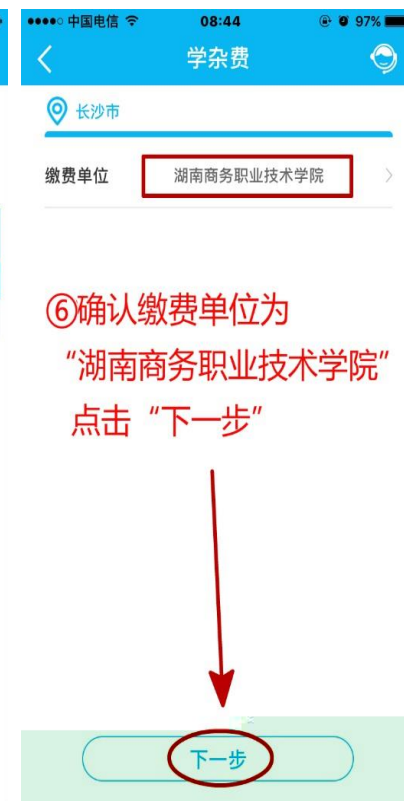 ●●●●○ 中国电信 08:44 97%
学杂费
长沙市
缴费单位 湖南商务职业技术学院
⑥确认缴费单位为
“湖南商务职业技术学院”
点击“下一步”
下一步